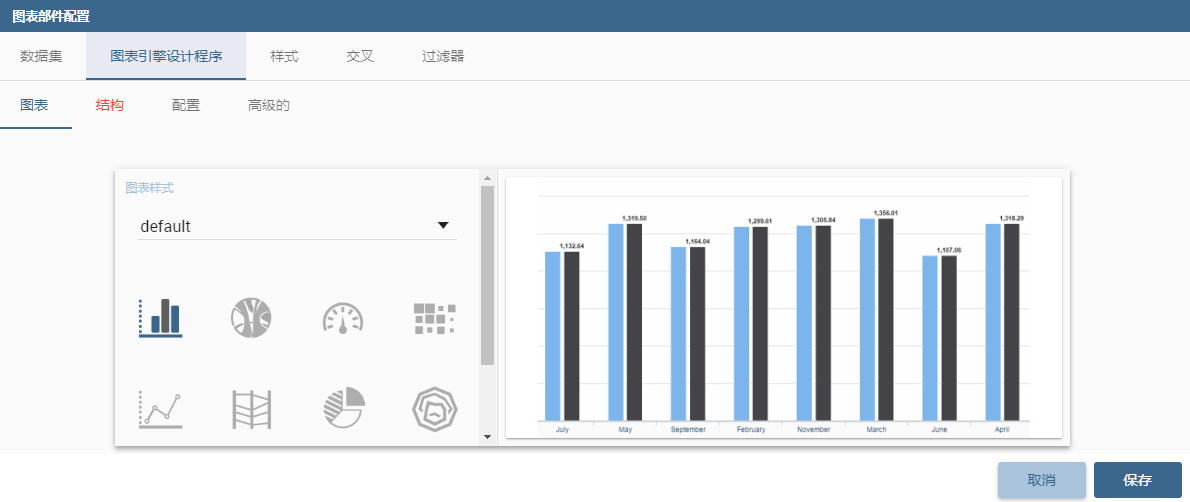 图表部件配置
数据集 图表引擎设计程序 样式 交叉 过滤器
图表 结构 配置 高级的
图表样式
default
1,132.64 1,319.50 1,164.04 1,299.61 1,305.84 1,356.01 1,107.06 1,318.29
July May September February November March June April
取消 保存